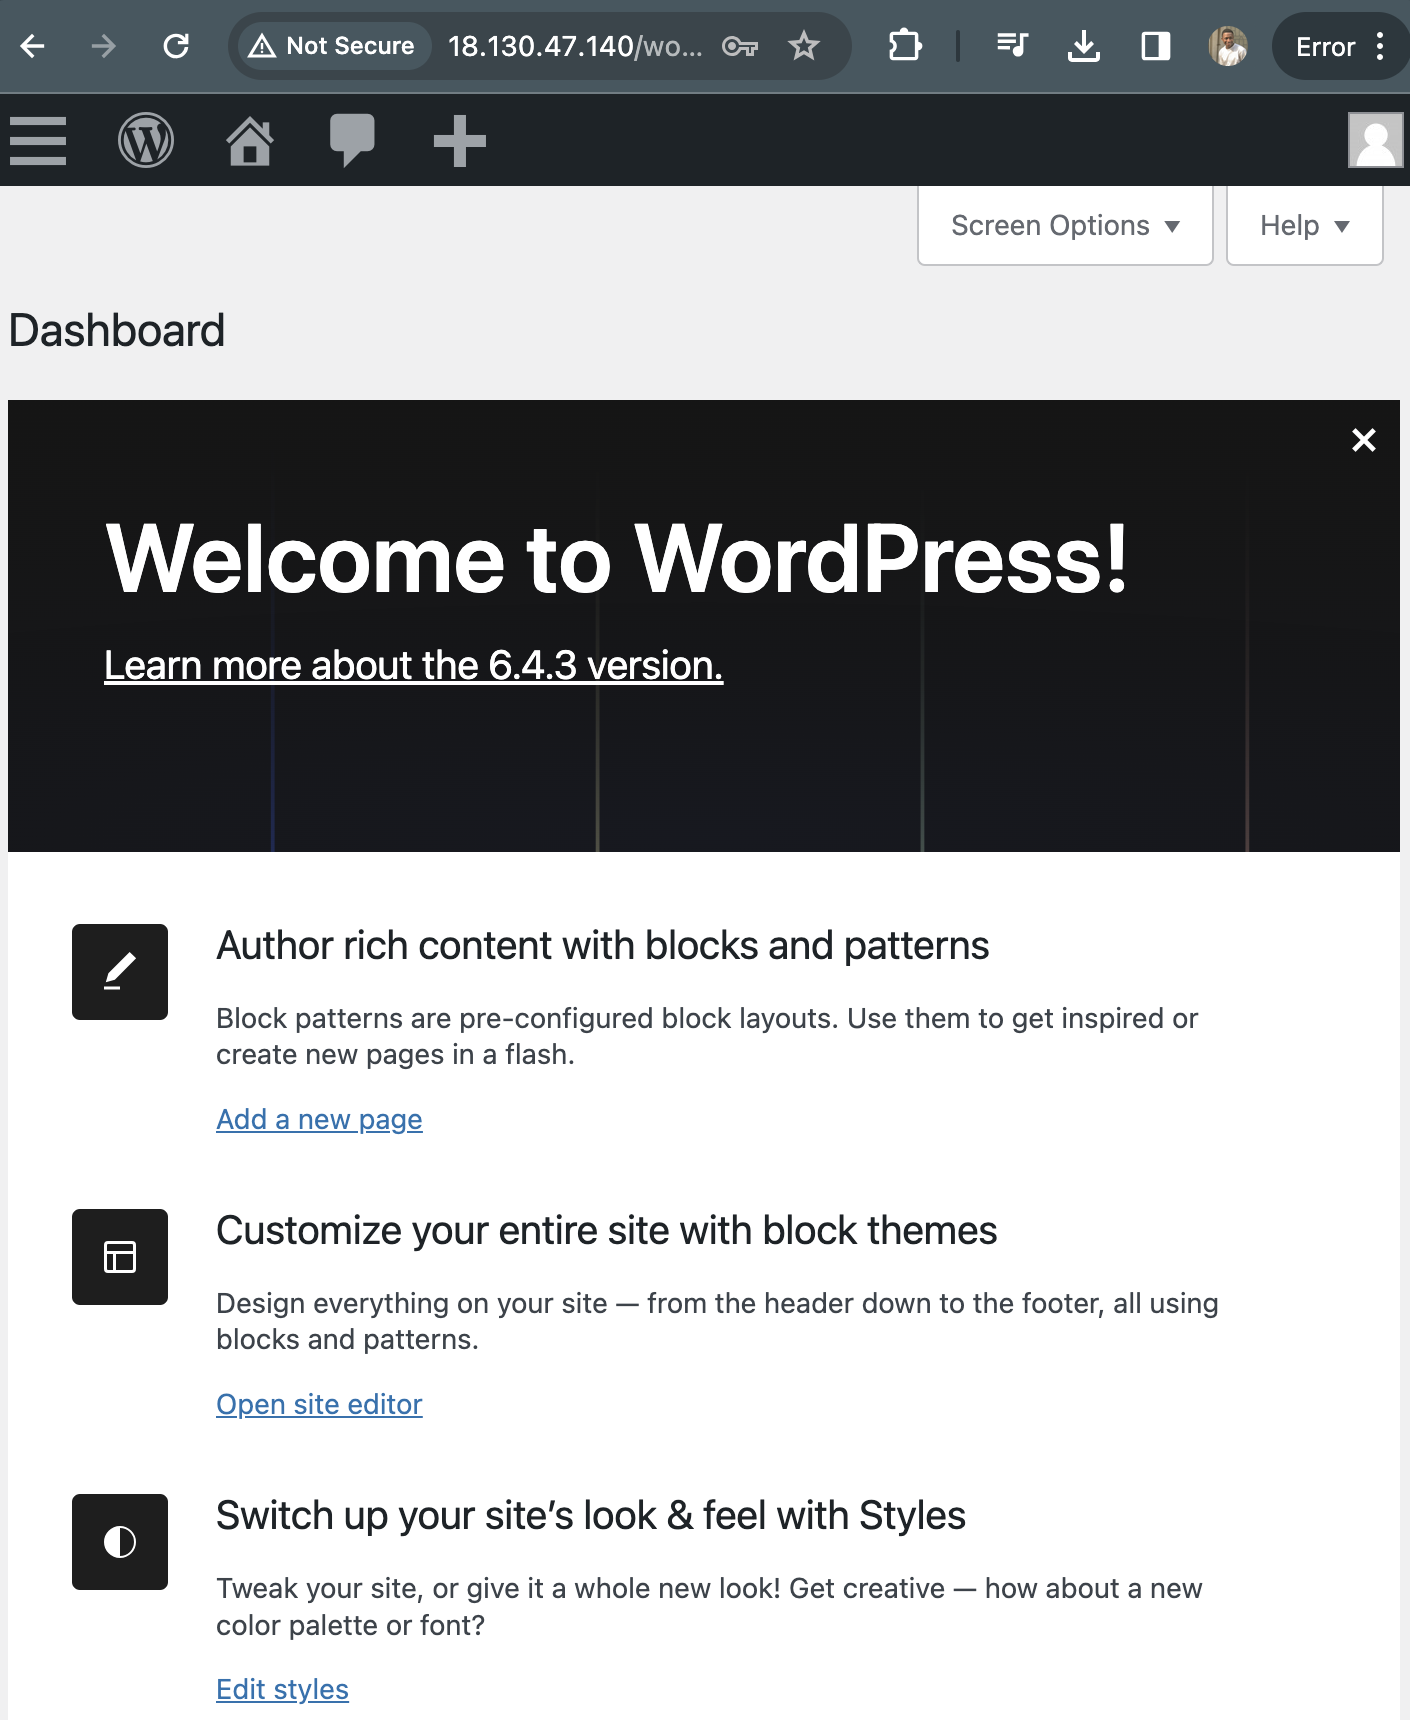 Not Secure 18.130.47.140/wo... Error
Screen Options ▼ Help ▼
Dashboard
Welcome to WordPress!
Learn more about the 6.4.3 version.
Author rich content with blocks and patterns
Block patterns are pre-configured block layouts. Use them to get inspired or
create new pages in a flash.
Add a new page
Customize your entire site with block themes
Design everything on your site — from the header down to the footer, all using
blocks and patterns.
Open site editor
Switch up your site’s look & feel with Styles
Tweak your site, or give it a whole new look! Get creative — how about a new
color palette or font?
Edit styles